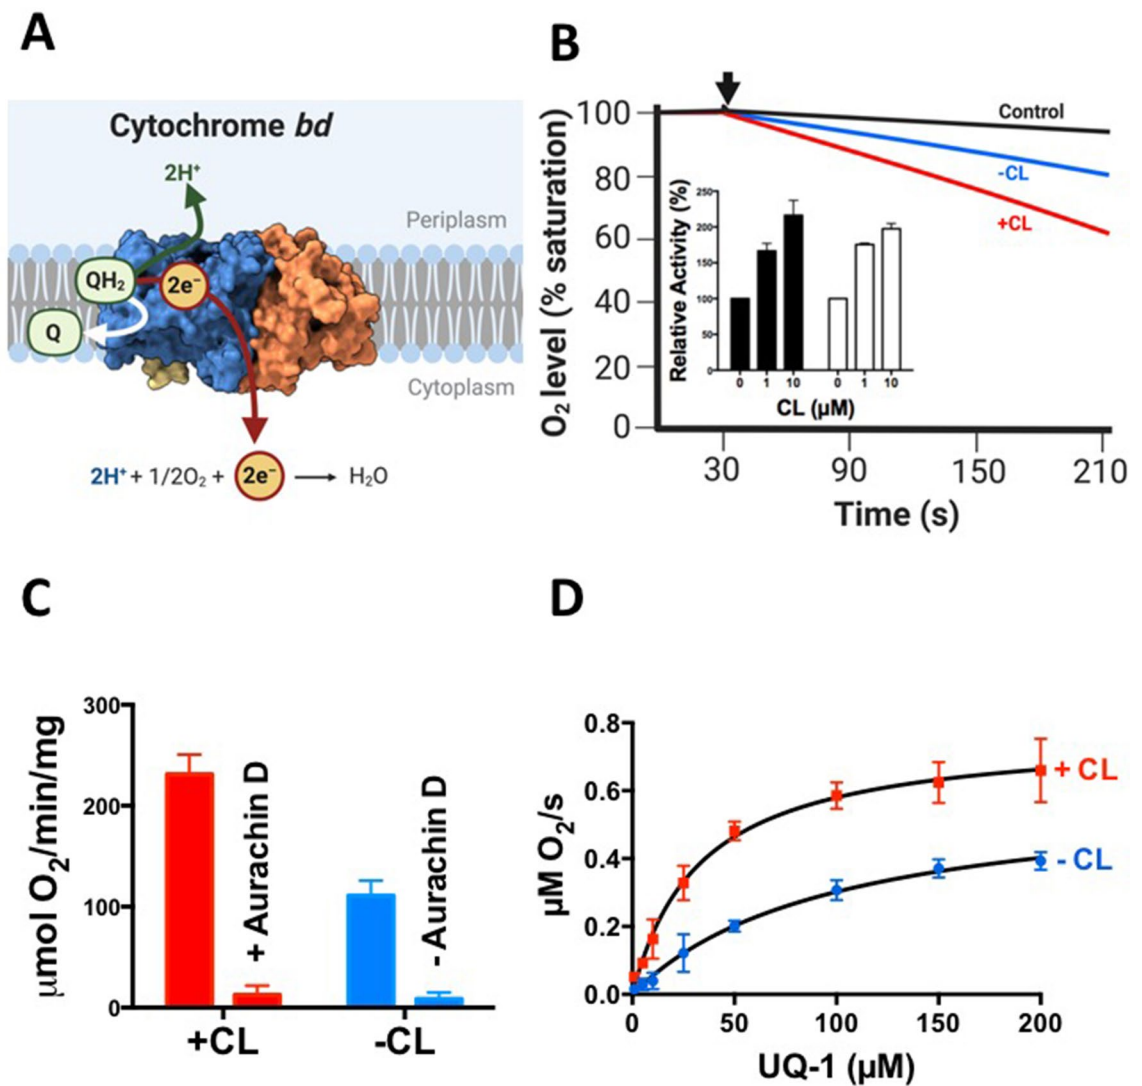 A
Cytochrome bd
2H⁺
Periplasm
QH₂
2e⁻
Q
Cytoplasm
2H⁺ + 1/2O₂ + 2e⁻ → H₂O
B
O₂ level (% saturation)
100
80
60
40
20
0
Control
-CL
+CL
Relative Activity (%)
250
200
150
100
50
0
0 1 10 0 1 10
CL (µM)
30 90 150 210
Time (s)
C
µmol O₂/min/mg
300
200
100
0
+ Aurachin D
- Aurachin D
+CL -CL
D
µM O₂/s
0.8
0.6
0.4
0.2
0.0
+ CL
- CL
0 50 100 150 200
UQ-1 (µM)